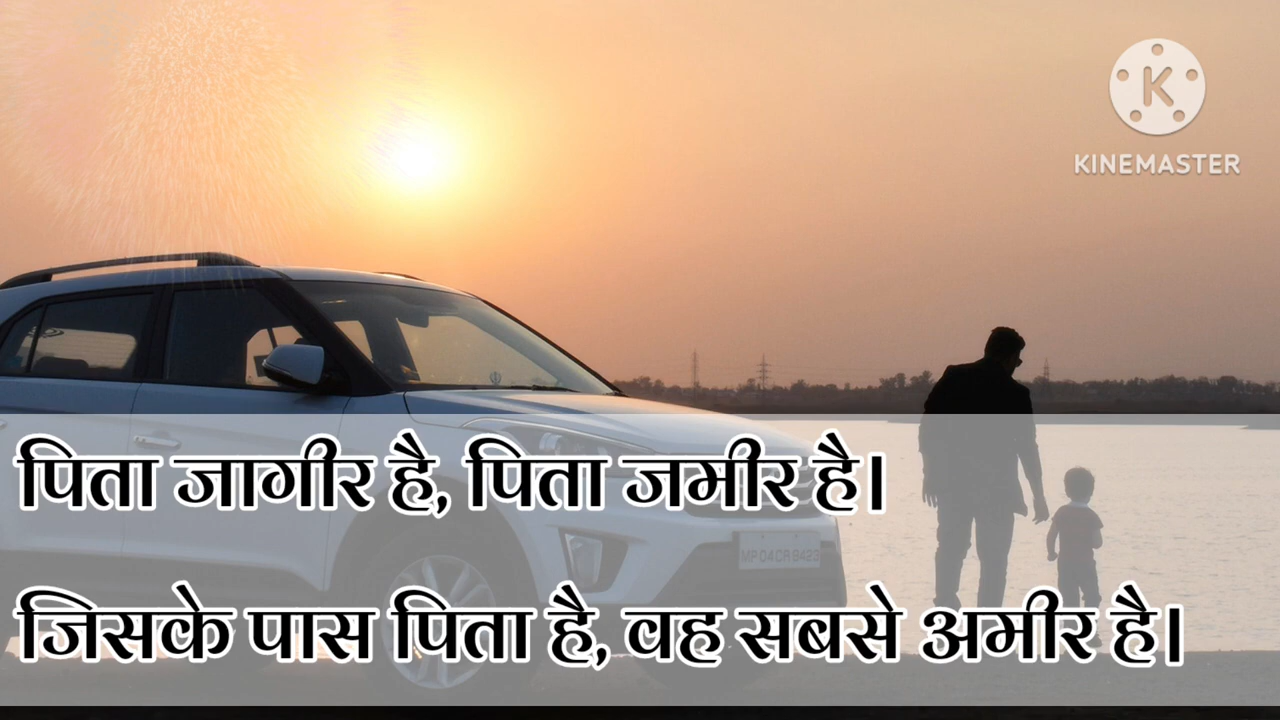 KINEMASTER
पिता जागीर है, पिता जमीर है।
MP04CR9423
जिसके पास पिता है, वह सबसे अमीर है।